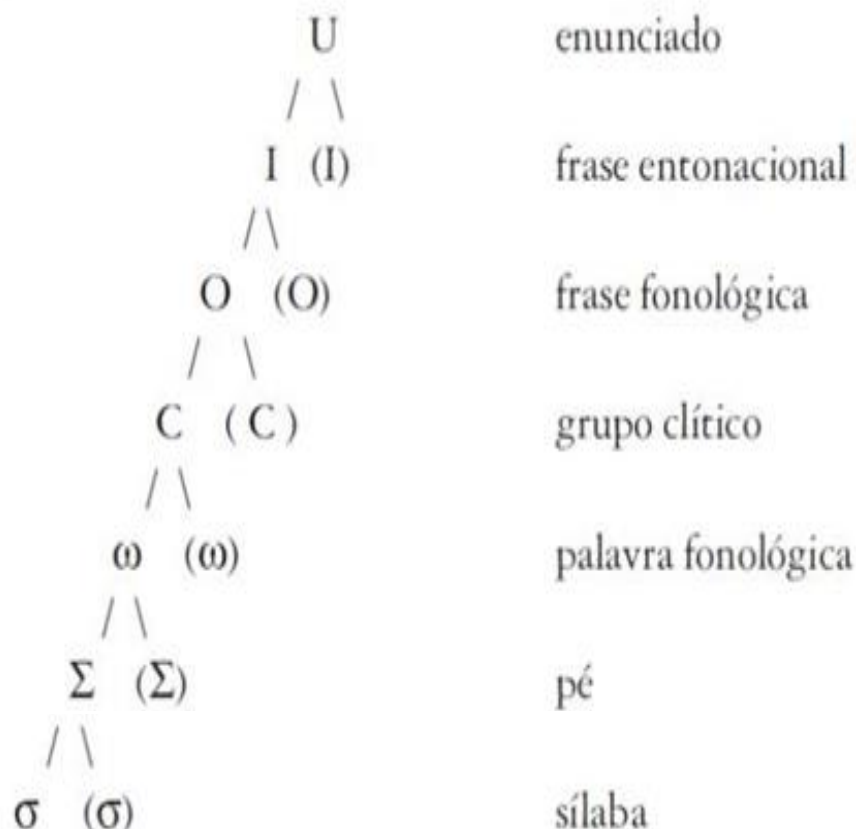 U enunciado
I (I) frase entonacional
O (O) frase fonológica
C ( C ) grupo clítico
ω (ω) palavra fonológica
Σ (Σ) pé
σ (σ) sílaba